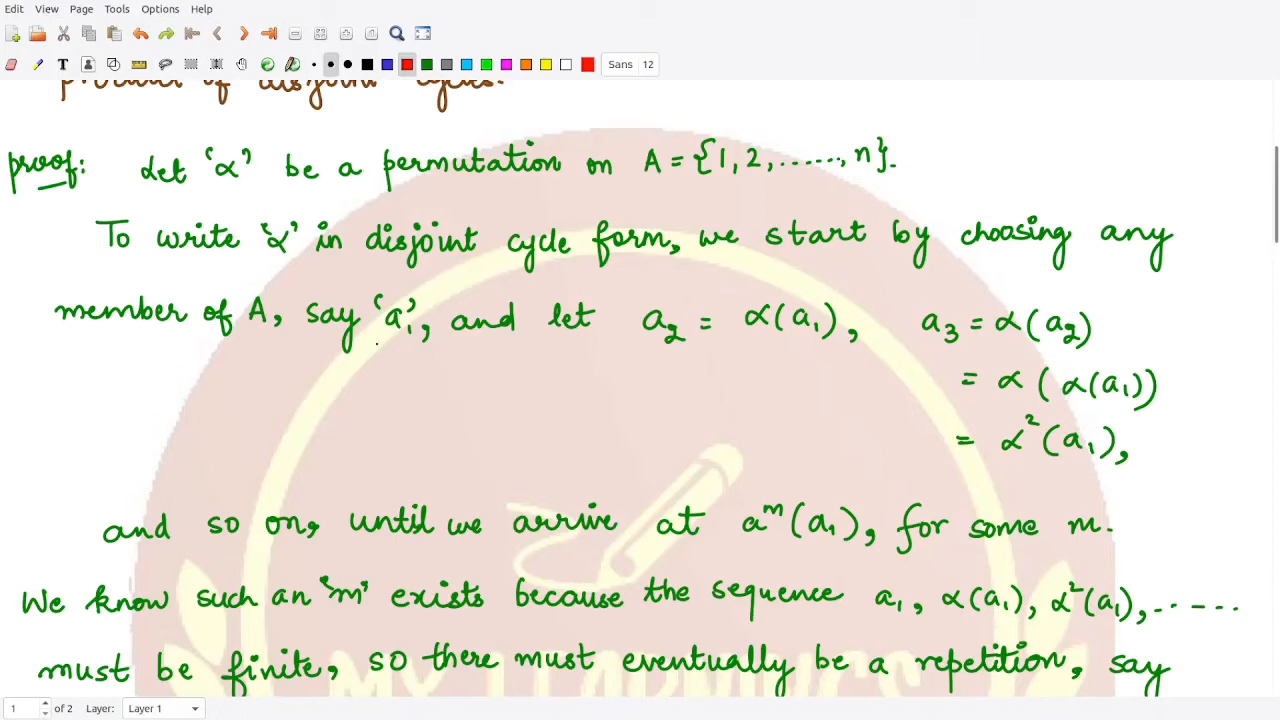 Edit View Page Tools Options Help
Sans 12
product of disjoint cycles.
proof: Let 'α' be a permutation on A = {1, 2, ......, n}.
To write 'α' in disjoint cycle form, we start by choosing any
member of A, say 'a₁', and let a₂ = α(a₁), a₃ = α(a₂)
= α(α(a₁))
= α²(a₁),
and so on, until we arrive at a^m(a₁), for some m.
We know such an 'm' exists because the sequence a₁, α(a₁), α²(a₁), ......
must be finite, so there must eventually be a repetition, say
1 of 2 Layer: Layer 1